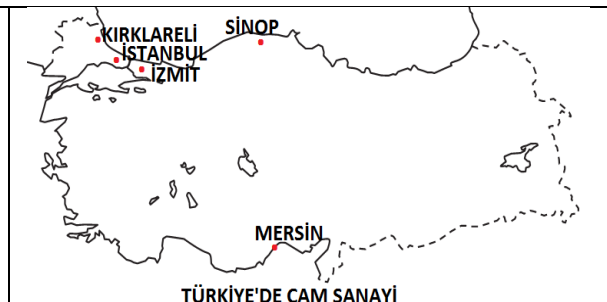 KIRKLARELİ
SİNOP
İSTANBUL
İZMİT
MERSİN
TÜRKİYE'DE CAM SANAYİ